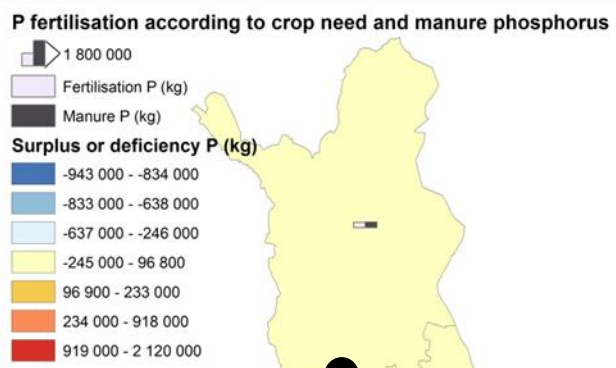 P fertilisation according to crop need and manure phosphorus
1 800 000
Fertilisation P (kg)
Manure P (kg)
Surplus or deficiency P (kg)
-943 000 - -834 000
-833 000 - -638 000
-637 000 - -246 000
-245 000 - 96 800
96 900 - 233 000
234 000 - 918 000
919 000 - 2 120 000